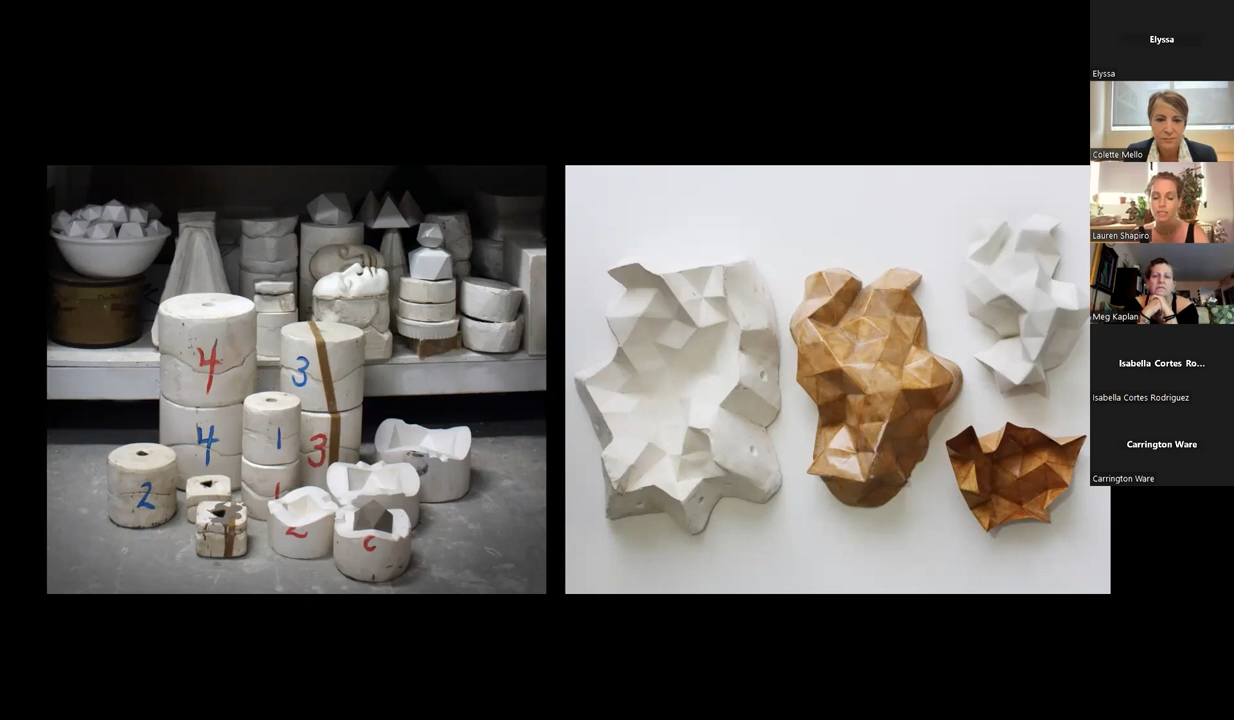 Elyssa
Elyssa
Colette Mello
Lauren Shapiro
Meg Kaplan
Isabella Cortes Ro...
Isabella Cortes Rodriguez
Carrington Ware
Carrington Ware
4
3
4
1
3
2
1
2